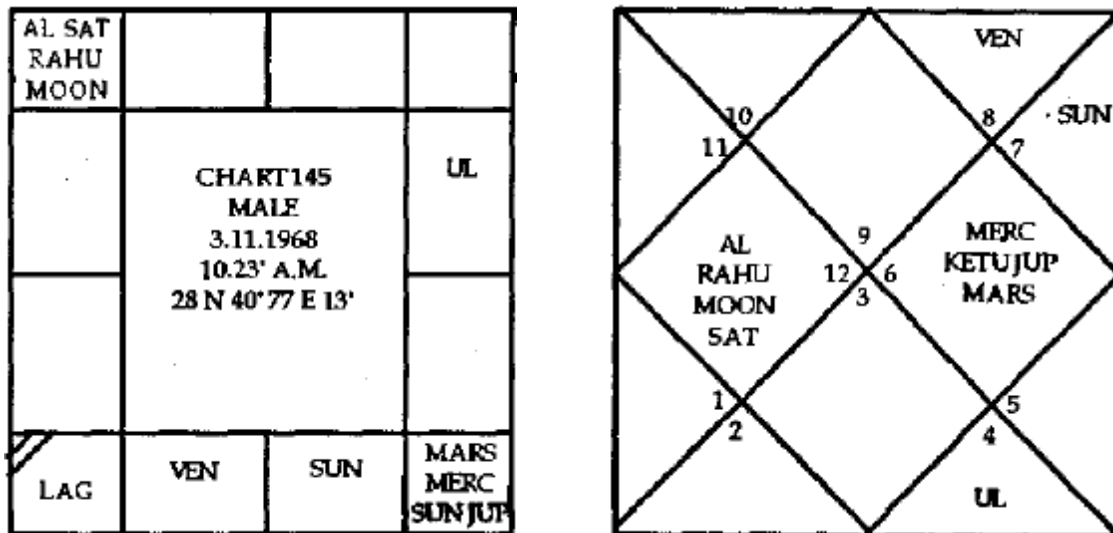 AL SAT
RAHU
MOON
UL
CHART 145
MALE
3.11.1968
10.23' A.M.
28 N 40' 77 E 13'
LAG
VEN
SUN
MARS
MERC
SUN JUP
VEN
SUN
10
11
8
7
AL
RAHU
MOON
SAT
9
12
6
3
MERC
KETU JUP
MARS
1
2
5
4
UL